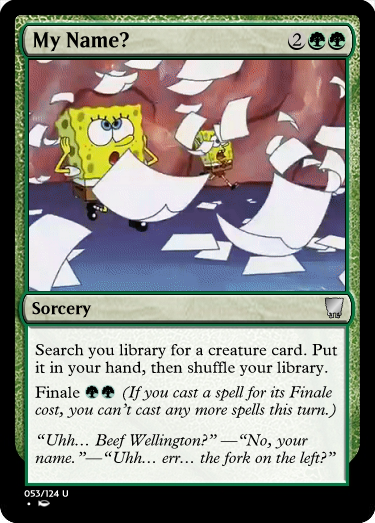 My Name? 2
Sorcery
Search you library for a creature card. Put
it in your hand, then shuffle your library.
Finale (If you cast a spell for its Finale
cost, you can't cast any more spells this turn.)
"Uhh... Beef Wellington?" —"No, your
name."—"Uhh... err... the fork on the left?"
053/124 U